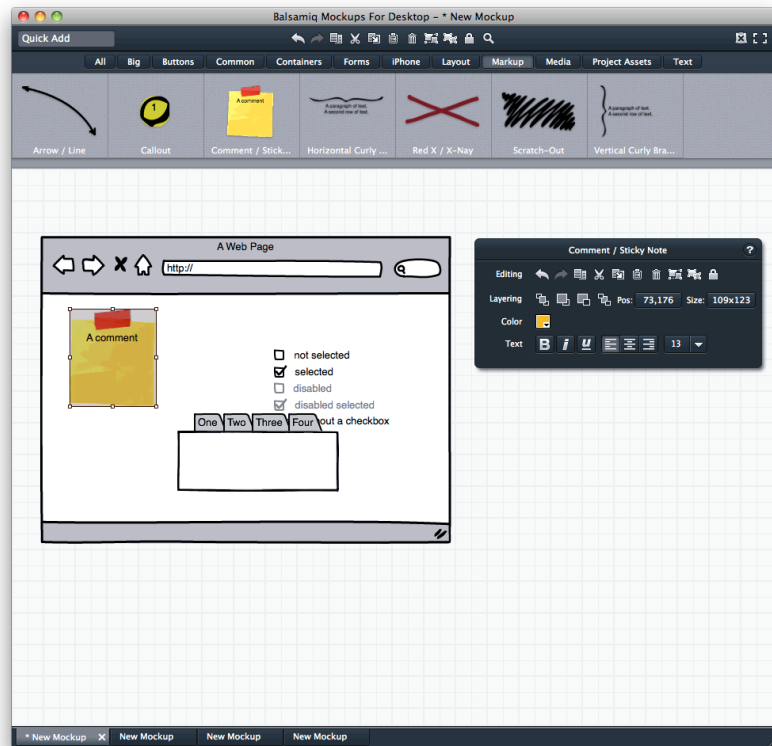 Balsamiq Mockups For Desktop - * New Mockup
Quick Add
All Big Buttons Common Containers Forms iPhone Layout Markup Media Project Assets Text
1
A comment
A paragraph of text.
A second row of text.
A paragraph of text.
A second row of text.
Arrow / Line
Callout
Comment / Stick...
Horizontal Curly ...
Red X / X-Nay
Scratch-Out
Vertical Curly Bra...
A Web Page
http://
A comment
not selected
selected
disabled
disabled selected
out a checkbox
One Two Three Four
Comment / Sticky Note ?
Editing
Layering Pos: 73,176 Size: 109x123
Color
Text B i U 13
* New Mockup X New Mockup New Mockup New Mockup